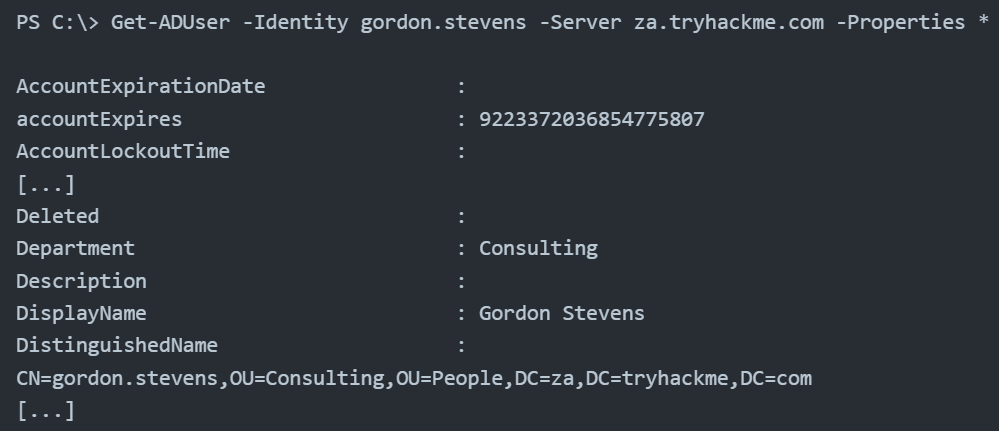 PS C:\> Get-ADUser -Identity gordon.stevens -Server za.tryhackme.com -Properties *
AccountExpirationDate :
accountExpires : 9223372036854775807
AccountLockoutTime :
[...]
Deleted :
Department : Consulting
Description :
DisplayName : Gordon Stevens
DistinguishedName :
CN=gordon.stevens,OU=Consulting,OU=People,DC=za,DC=tryhackme,DC=com
[...]